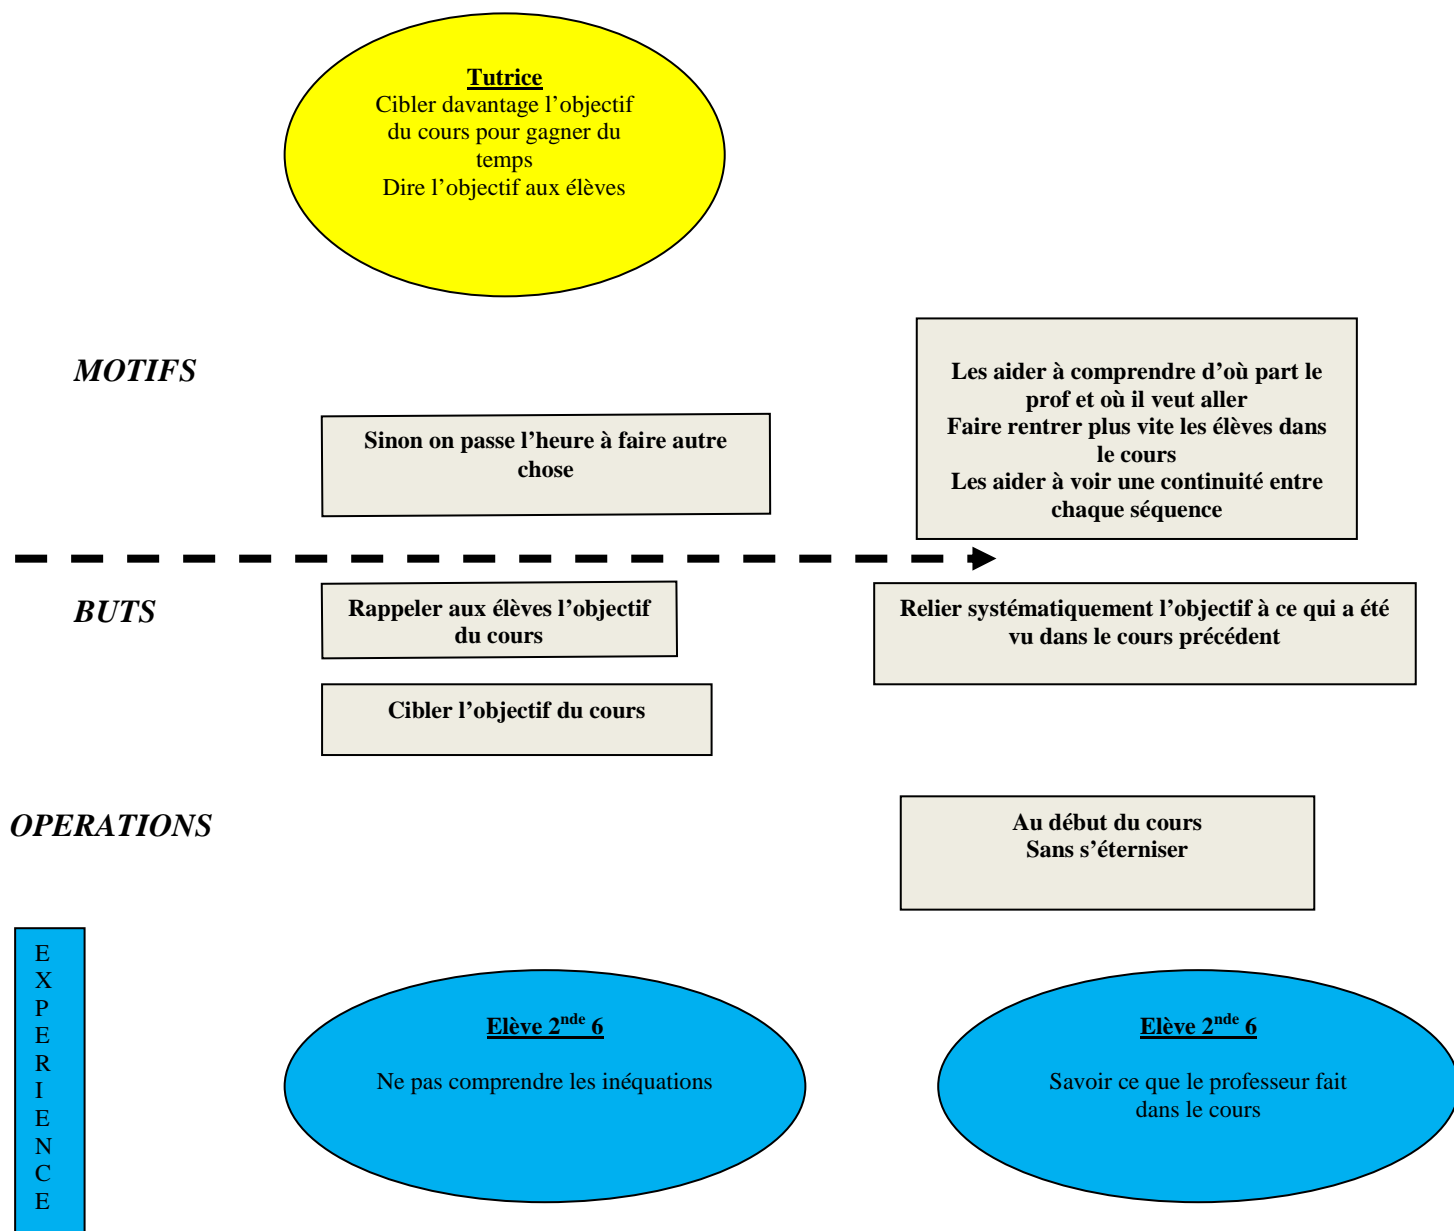 Tutrice
Cibler davantage l’objectif
du cours pour gagner du
temps
Dire l’objectif aux élèves
MOTIFS
Sinon on passe l’heure à faire autre
chose
Les aider à comprendre d’où part le
prof et où il veut aller
Faire rentrer plus vite les élèves dans
le cours
Les aider à voir une continuité entre
chaque séquence
BUTS
Rappeler aux élèves l’objectif
du cours
Relier systématiquement l’objectif à ce qui a été
vu dans le cours précédent
Cibler l’objectif du cours
OPERATIONS
Au début du cours
Sans s’éterniser
E
X
P
E
R
I
E
N
C
E
Elève 2nde 6
Ne pas comprendre les inéquations
Elève 2nde 6
Savoir ce que le professeur fait
dans le cours